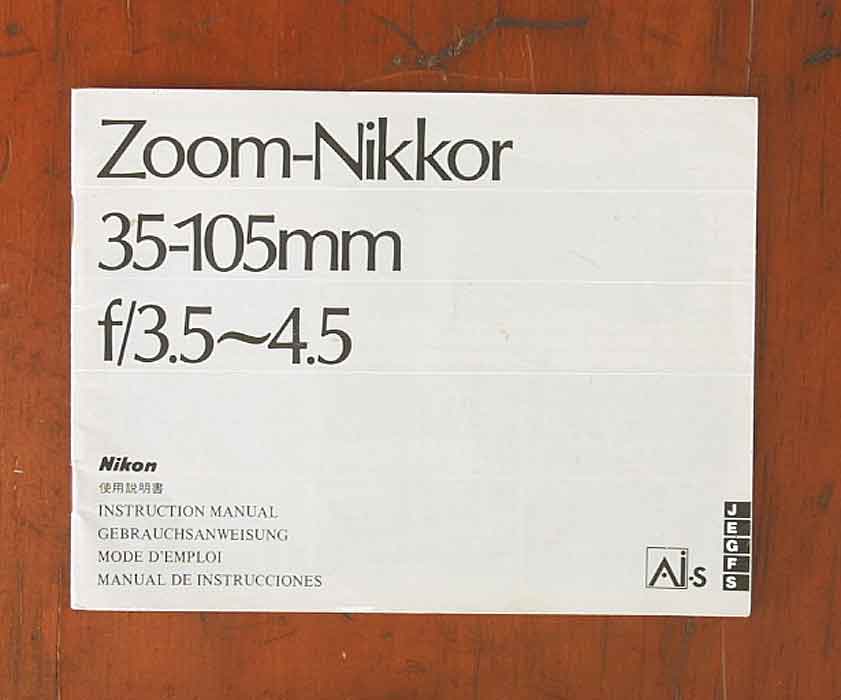 Zoom-Nikkor
35-105mm
f/3.5~4.5
Nikon
使用説明書
INSTRUCTION MANUAL
GEBRAUCHSANWEISUNG
MODE D'EMPLOI
MANUAL DE INSTRUCCIONES
Ai-s
J
E
G
F
S